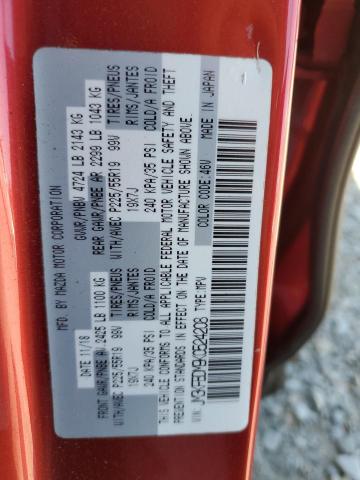 MFD. BY MAZDA MOTOR CORPORATION
DATE 11/18 GVWR/PNBV 4724 LB 2143 KG
FRONT GAWR/PNBE AV 2425 LB 1100 KG REAR GAWR/PNBE AR 2299 LB 1043 KG
WITH/AVEC P225/55R19 99V TIRES/PNEUS WITH/AVEC P225/55R19 99V TIRES/PNEUS
19X7J RIMS/JANTES 19X7J RIMS/JANTES
240 KPA/35 PSI COLD/A FROID 240 KPA/35 PSI COLD/A FROID
THIS VEHICLE CONFORMS TO ALL APPLICABLE FEDERAL MOTOR VEHICLE SAFETY AND THEFT
PREVENTION STANDARDS IN EFFECT ON THE DATE OF MANUFACTURE SHOWN ABOVE.
TYPE: MPV COLOR CODE: 46V MADE IN JAPAN